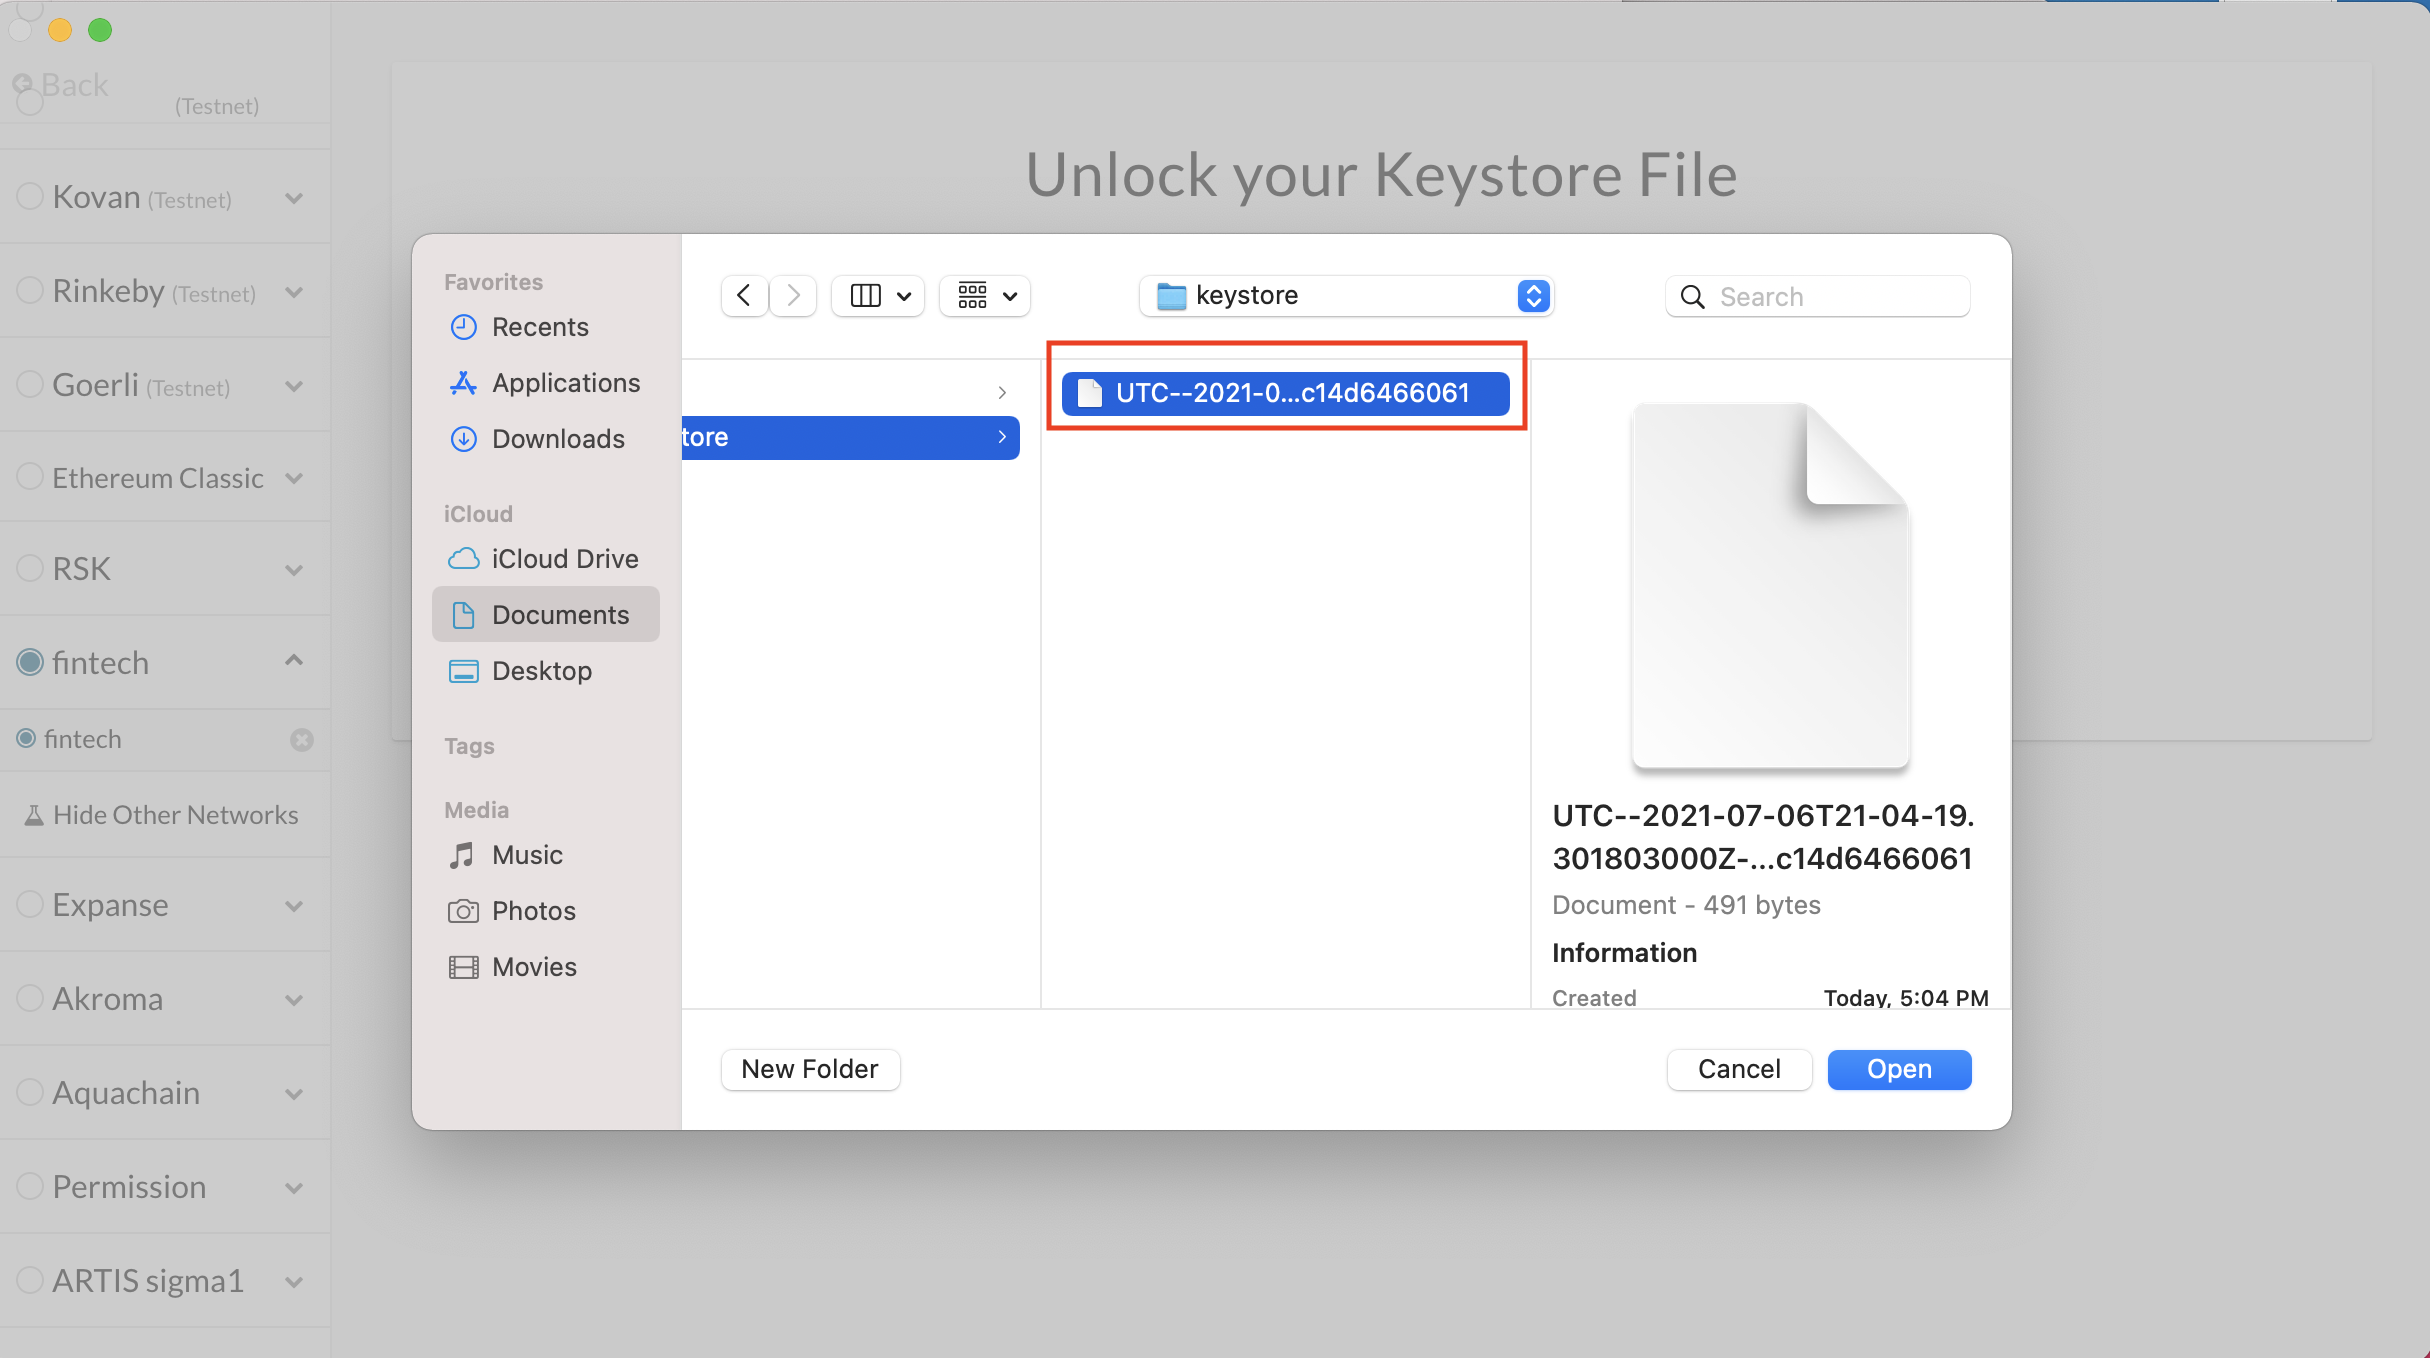 Back
(Testnet)
Kovan (Testnet)
Rinkeby (Testnet)
Goerli (Testnet)
Ethereum Classic
RSK
fintech
fintech
Hide Other Networks
Expanse
Akroma
Aquachain
Permission
ARTIS sigma1
Unlock your Keystore File
Favorites
Recents
Applications
Downloads
iCloud
iCloud Drive
Documents
Desktop
Tags
Media
Music
Photos
Movies
keystore
Search
tore
UTC--2021-0...c14d6466061
UTC--2021-07-06T21-04-19.
301803000Z-...c14d6466061
Document - 491 bytes
Information
Created Today, 5:04 PM
New Folder
Cancel
Open